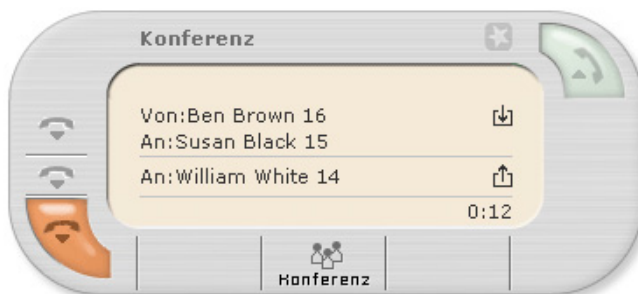 Konferenz
Von:Ben Brown 16
An:Susan Black 15
An:William White 14
0:12
Konferenz